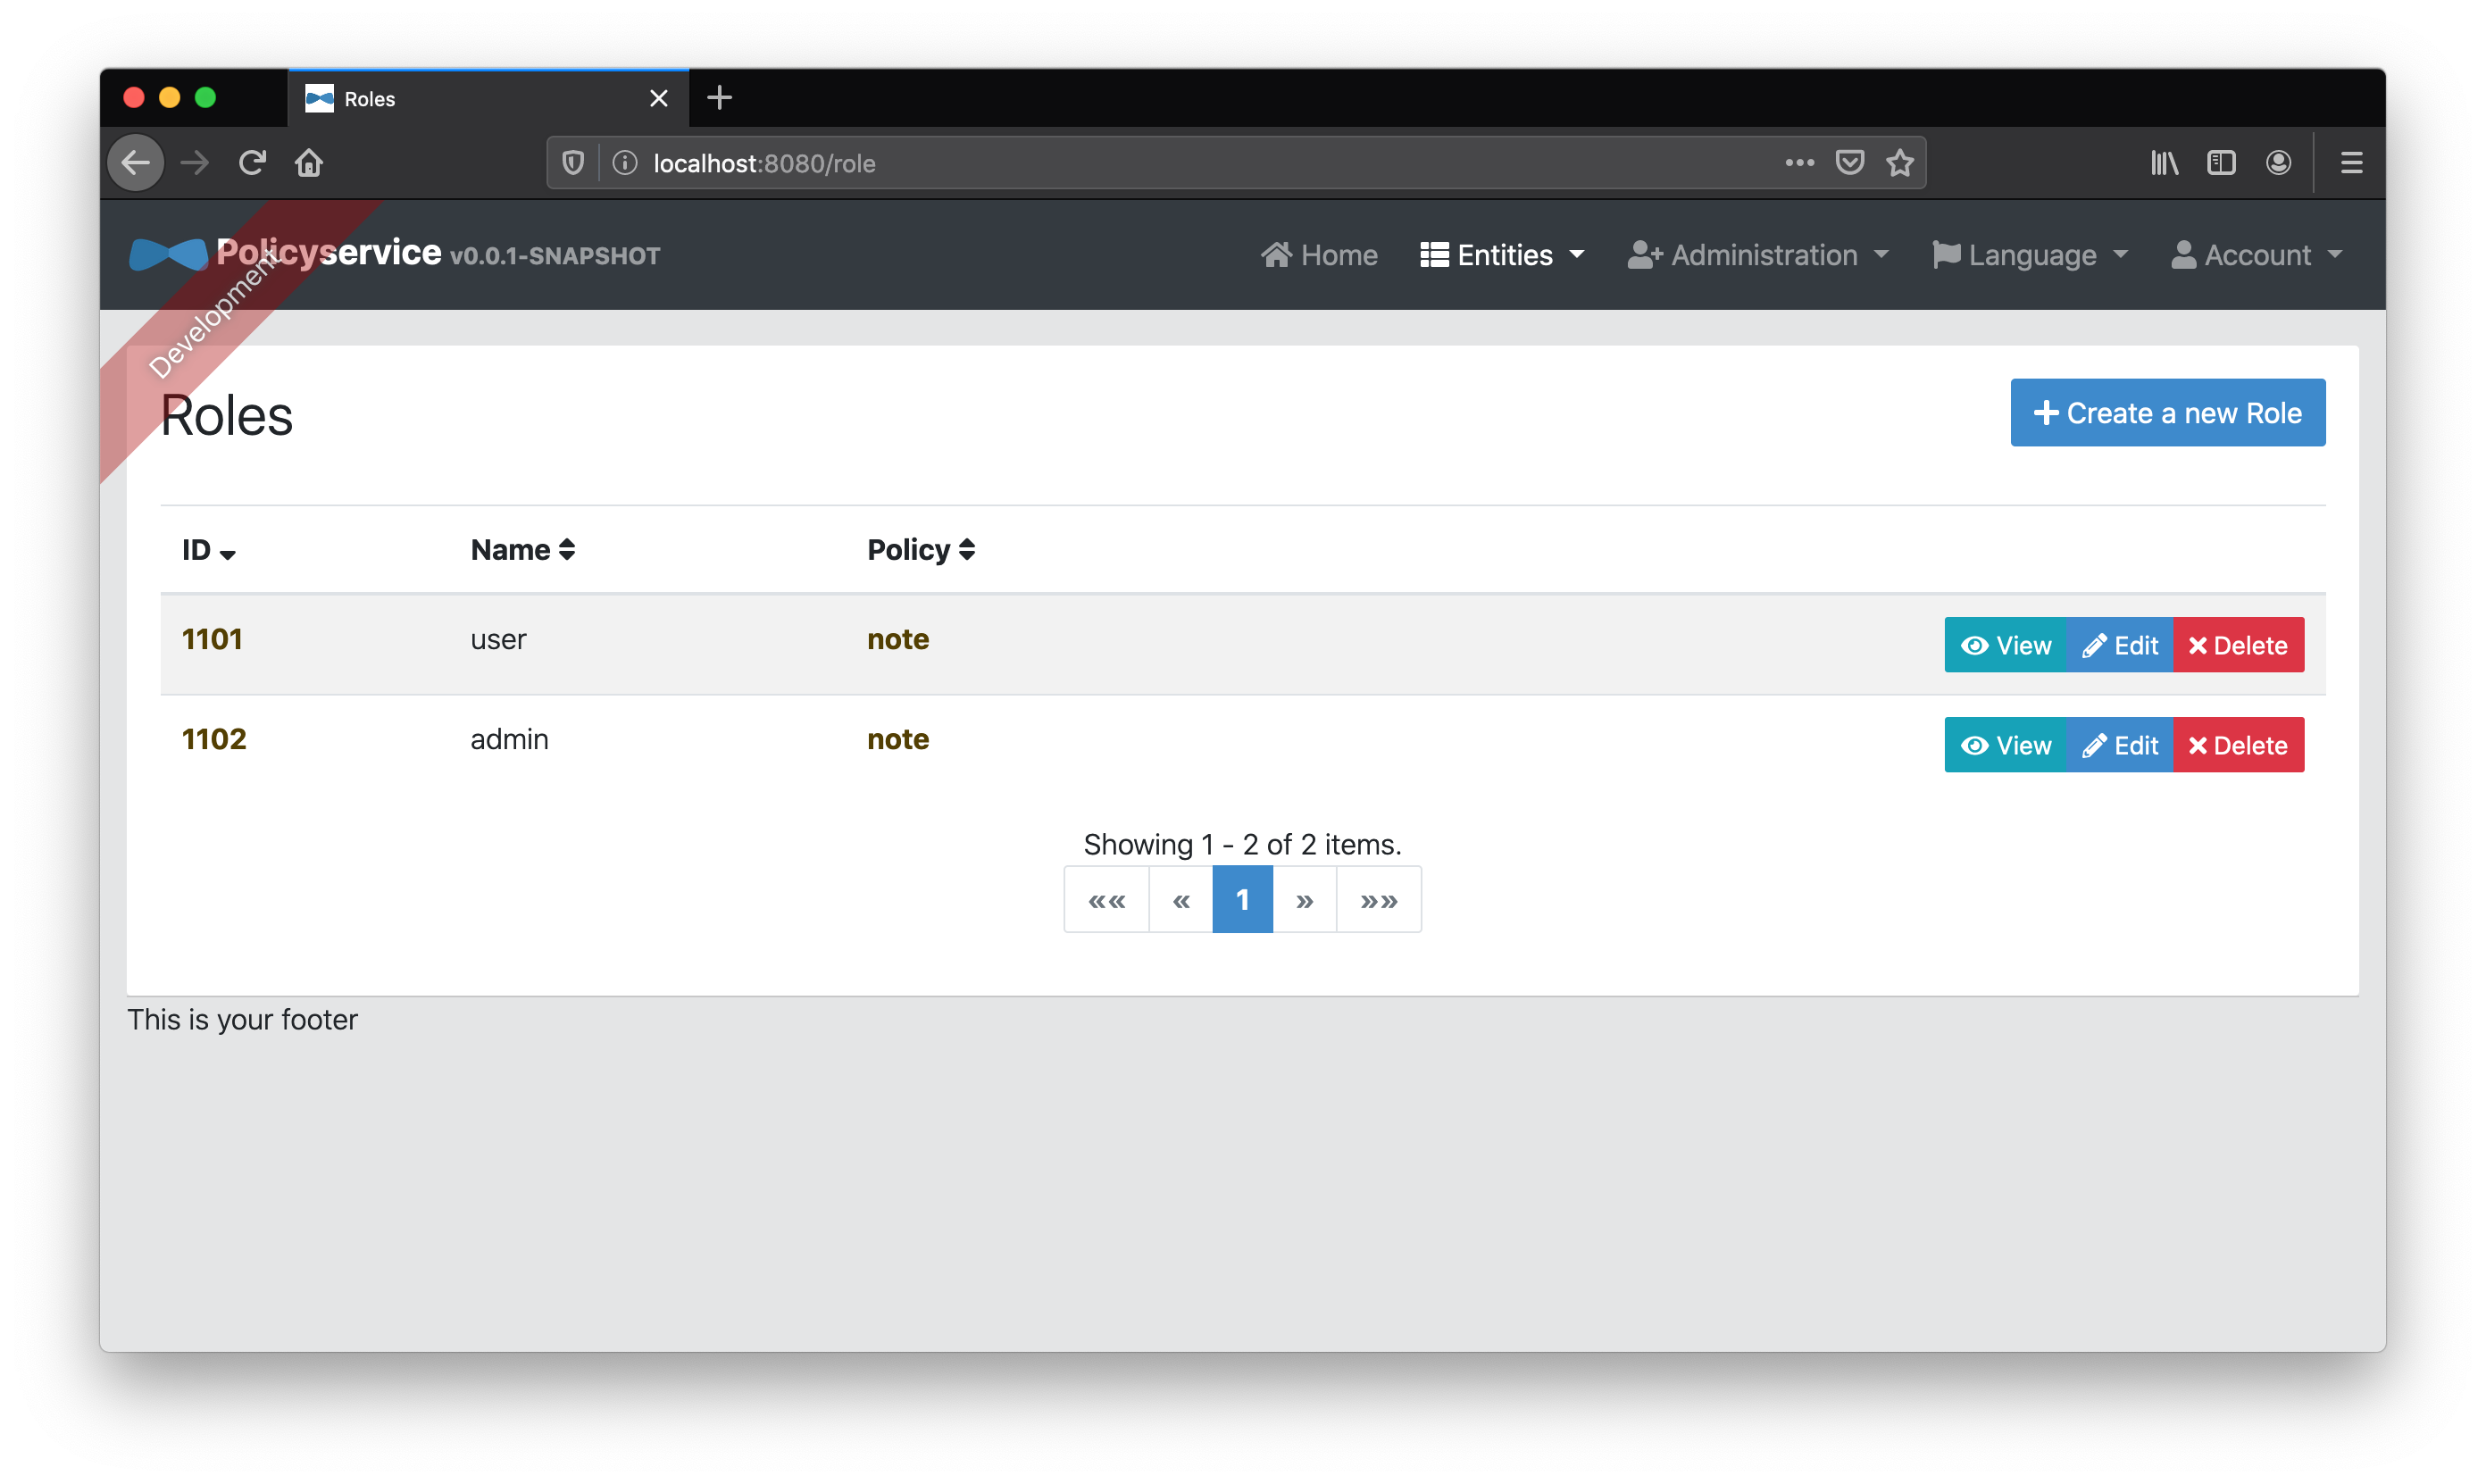 Roles
localhost:8080/role
Policyservice v0.0.1-SNAPSHOT
Home Entities Administration Language Account
Development
Roles
Create a new Role
ID Name Policy
1101 user note View Edit Delete
1102 admin note View Edit Delete
Showing 1 - 2 of 2 items.
«« « 1 » »»
This is your footer